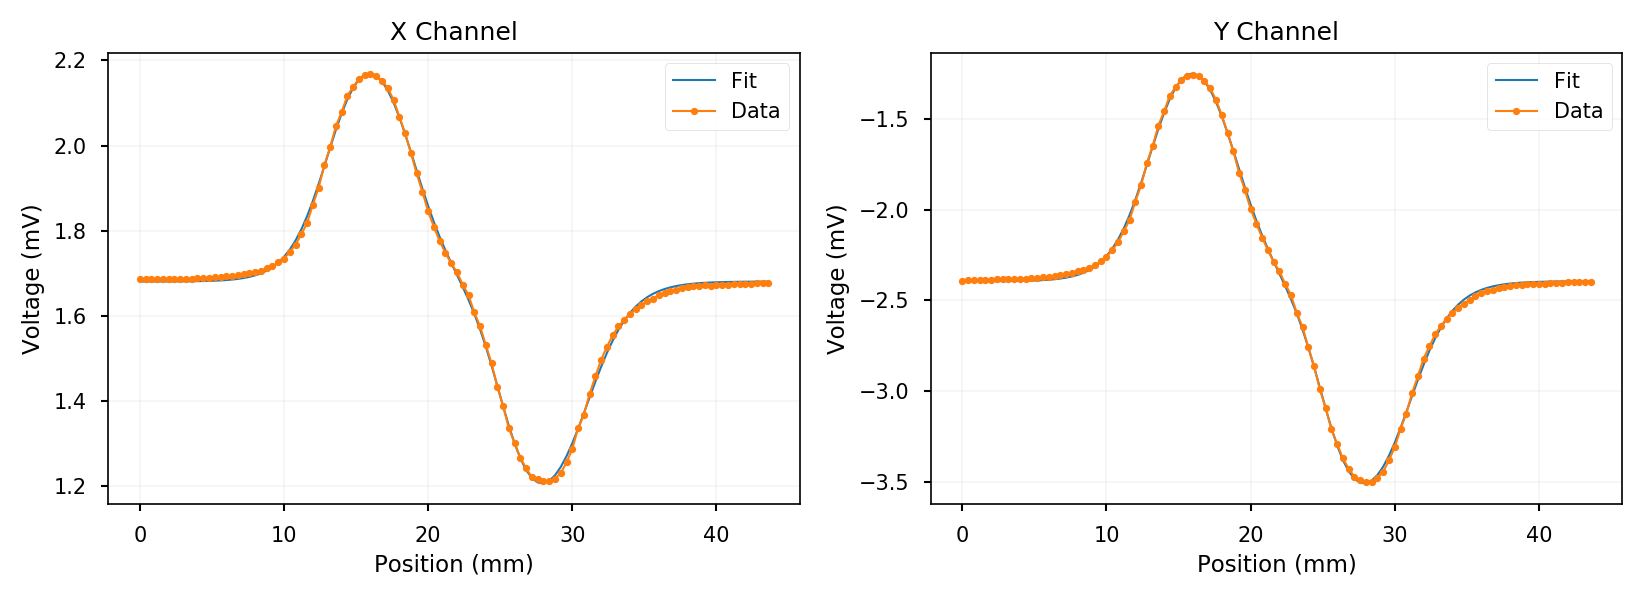 X Channel
Voltage (mV)
2.2
2.0
1.8
1.6
1.4
1.2
Fit
Data
0 10 20 30 40
Position (mm)
Y Channel
Voltage (mV)
−1.5
−2.0
−2.5
−3.0
−3.5
Fit
Data
0 10 20 30 40
Position (mm)